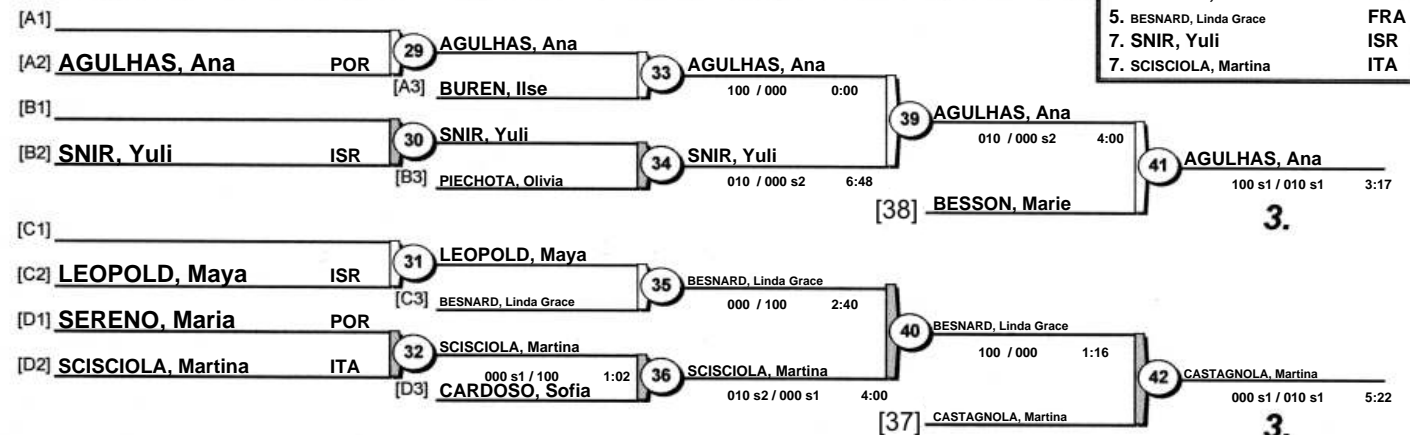 5. BESNARD, Linda Grace FRA
7. SNIR, Yuli ISR
7. SCISCIOLA, Martina ITA
[A1]
[A2] AGULHAS, Ana POR
29
AGULHAS, Ana
[A3] BUREN, Ilse
33
AGULHAS, Ana
100 / 000 0:00
[B1]
[B2] SNIR, Yuli ISR
30
SNIR, Yuli
[B3] PIECHOTA, Olivia
34
SNIR, Yuli
010 / 000 s2 6:48
39
AGULHAS, Ana
010 / 000 s2 4:00
[38] BESSON, Marie
41
AGULHAS, Ana
100 s1 / 010 s1 3:17
3.
[C1]
[C2] LEOPOLD, Maya ISR
31
LEOPOLD, Maya
[C3] BESNARD, Linda Grace
35
BESNARD, Linda Grace
000 / 100 2:40
[D1] SERENO, Maria POR
[D2] SCISCIOLA, Martina ITA
32
SCISCIOLA, Martina
000 s1 / 100 1:02
[D3] CARDOSO, Sofia
36
SCISCIOLA, Martina
010 s2 / 000 s1 4:00
40
BESNARD, Linda Grace
100 / 000 1:16
[37] CASTAGNOLA, Martina
42
CASTAGNOLA, Martina
000 s1 / 010 s1 5:22
3.